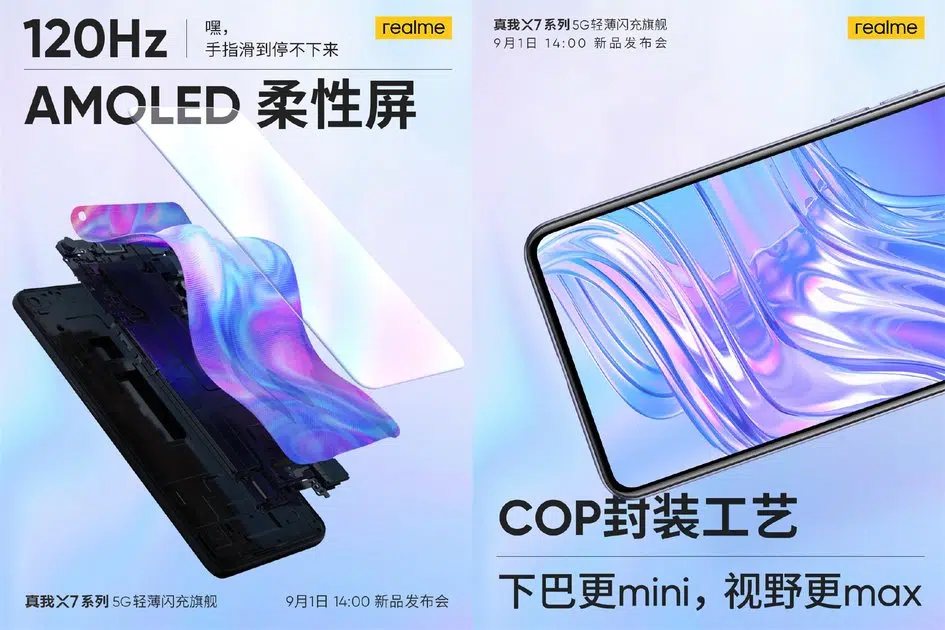 120Hz
嘿，
手指滑到停不下来
realme
AMOLED 柔性屏
真我X7系列 5G轻薄闪充旗舰
9月1日 14:00 新品发布会
真我X7系列 5G轻薄闪充旗舰
9月1日 14:00 新品发布会
realme
COP封装工艺
下巴更mini，视野更max